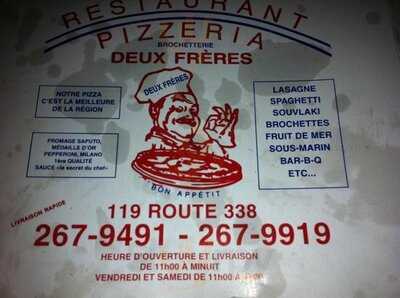 RESTAURANT
PIZZERIA
BROCHETTERIE
DEUX FRÈRES
DEUX FRÈRES
NOTRE PIZZA
C'EST LA MEILLEURE
DE LA RÉGION
FROMAGE SAPUTO,
MÉDAILLE D'OR
PEPPERONI, MILANO
1ère QUALITÉ
SAUCE «le secret du chef»
LASAGNE
SPAGHETTI
SOUVLAKI
BROCHETTES
FRUIT DE MER
SOUS-MARIN
BAR-B-Q
ETC...
BON APPÉTIT
LIVRAISON RAPIDE
119 ROUTE 338
267-9491 - 267-9919
HEURE D'OUVERTURE ET LIVRAISON
DE 11h00 À MINUIT
VENDREDI ET SAMEDI DE 11h00 À